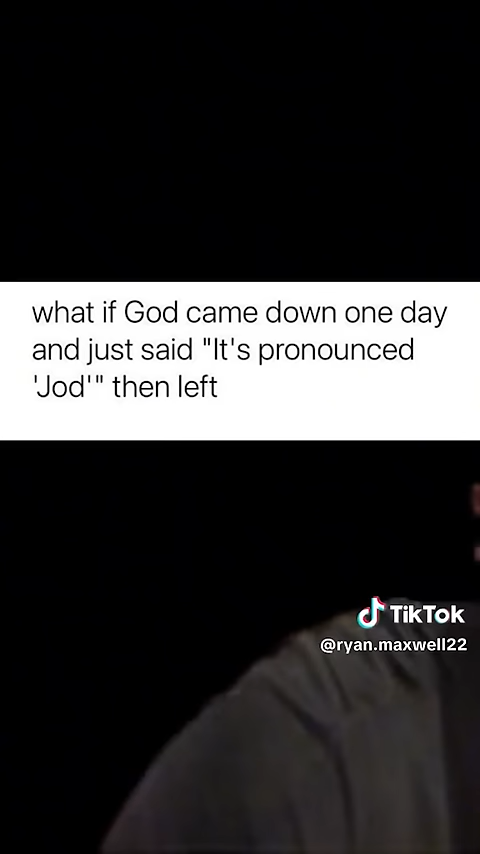 what if God came down one day
and just said "It's pronounced
'Jod'" then left
TikTok
@ryan.maxwell22